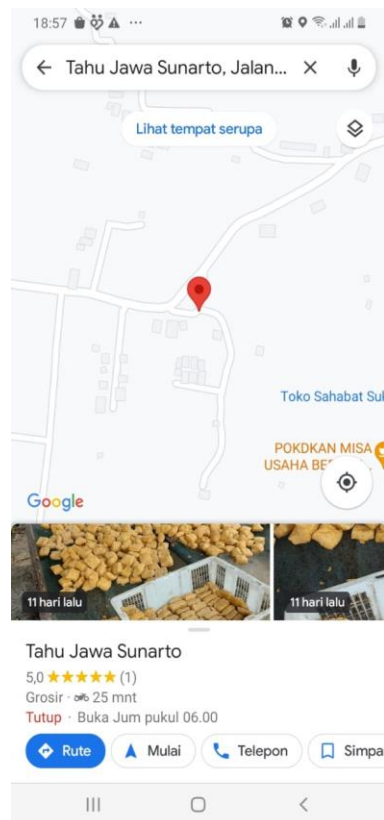 18:57
Tahu Jawa Sunarto, Jalan...
Lihat tempat serupa
Toko Sahabat Suk
POKDKAN MISA
USAHA BE
Google
11 hari lalu
11 hari lalu
Tahu Jawa Sunarto
5,0 ★★★★★ (1)
Grosir · 25 mnt
Tutup · Buka Jum pukul 06.00
Rute
Mulai
Telepon
Simpa